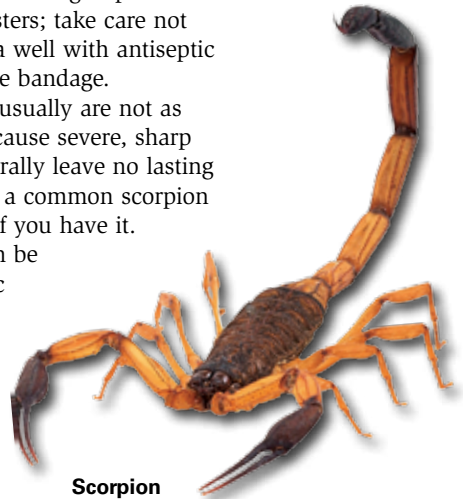 sters; take care not
a well with antiseptic
e bandage.
usually are not as
cause severe, sharp
rally leave no lasting
a common scorpion
f you have it.
n be
c
Scorpion